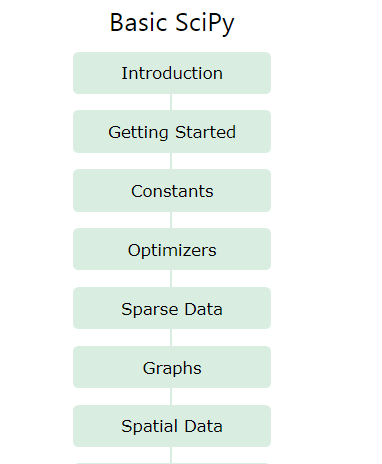 Basic SciPy
Introduction
Getting Started
Constants
Optimizers
Sparse Data
Graphs
Spatial Data